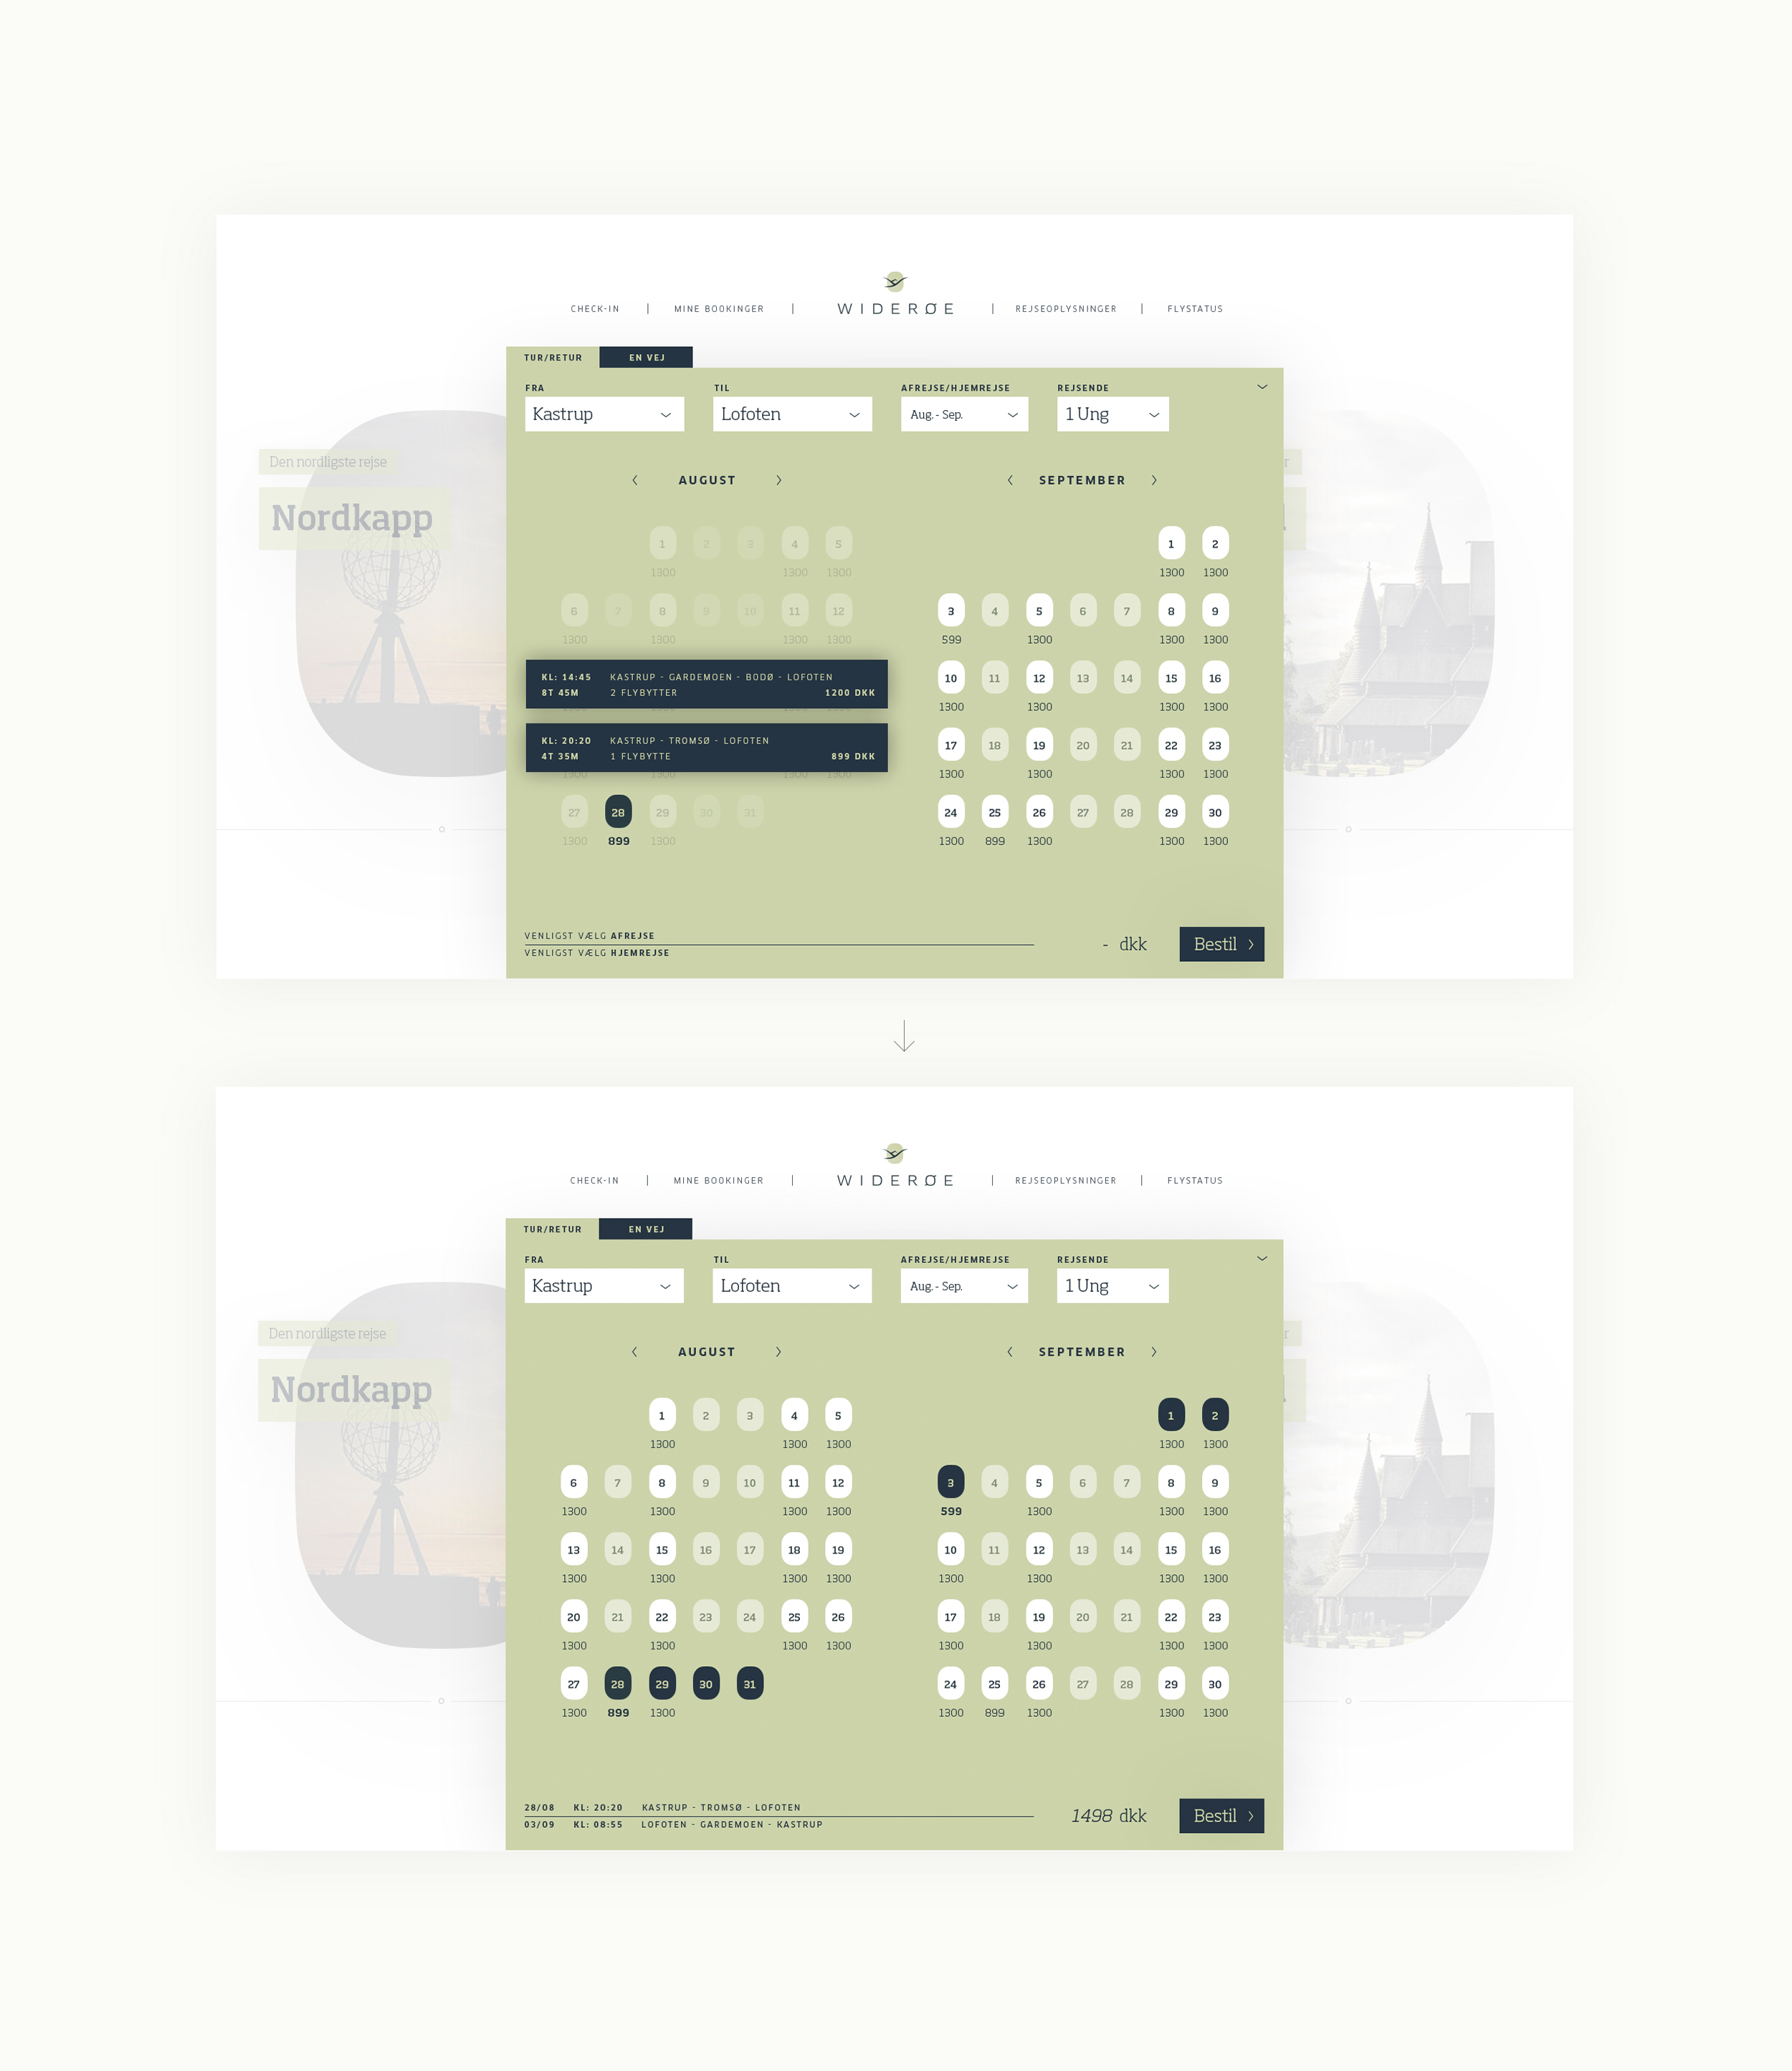 CHECK-IN | MINE BOOKINGER | WIDERØE | REJSEOPLYSNINGER | FLYSTATUS
TUR/RETUR EN VEJ
FRA TIL AFREJSE/HJEMREJSE REJSENDE
Kastrup Lofoten Aug. - Sep. 1 Ung
Den nordligste rejse
Nordkapp
AUGUST
1 2 3 4 5
1300 1300 1300
6 7 8 9 10 11 12
1300 1300 1300 1300
KL: 14:45 KASTRUP - GARDEMOEN - BODØ - LOFOTEN
8T 45M 2 FLYBYTTER 1200 DKK
KL: 20:20 KASTRUP - TROMSØ - LOFOTEN
4T 35M 1 FLYBYTTE 899 DKK
1300 1300 1300 1300
27 28 29 30 31
1300 899 1300
SEPTEMBER
1 2
1300 1300
3 4 5 6 7 8 9
599 1300 1300 1300
10 11 12 13 14 15 16
1300 1300 1300 1300
17 18 19 20 21 22 23
1300 1300 1300 1300
24 25 26 27 28 29 30
1300 899 1300 1300 1300
r
VENLIGST VÆLG AFREJSE
VENLIGST VÆLG HJEMREJSE
- dkk Bestil
CHECK-IN | MINE BOOKINGER | WIDERØE | REJSEOPLYSNINGER | FLYSTATUS
TUR/RETUR EN VEJ
FRA TIL AFREJSE/HJEMREJSE REJSENDE
Kastrup Lofoten Aug. - Sep. 1 Ung
Den nordligste rejse
Nordkapp
AUGUST
1 2 3 4 5
1300 1300 1300
6 7 8 9 10 11 12
1300 1300 1300 1300
13 14 15 16 17 18 19
1300 1300 1300 1300
20 21 22 23 24 25 26
1300 1300 1300 1300
27 28 29 30 31
1300 899 1300
SEPTEMBER
1 2
1300 1300
3 4 5 6 7 8 9
599 1300 1300 1300
10 11 12 13 14 15 16
1300 1300 1300 1300
17 18 19 20 21 22 23
1300 1300 1300 1300
24 25 26 27 28 29 30
1300 899 1300 1300 1300
r
28/08 KL: 20:20 KASTRUP - TROMSØ - LOFOTEN
03/09 KL: 08:55 LOFOTEN - GARDEMOEN - KASTRUP
1498 dkk Bestil